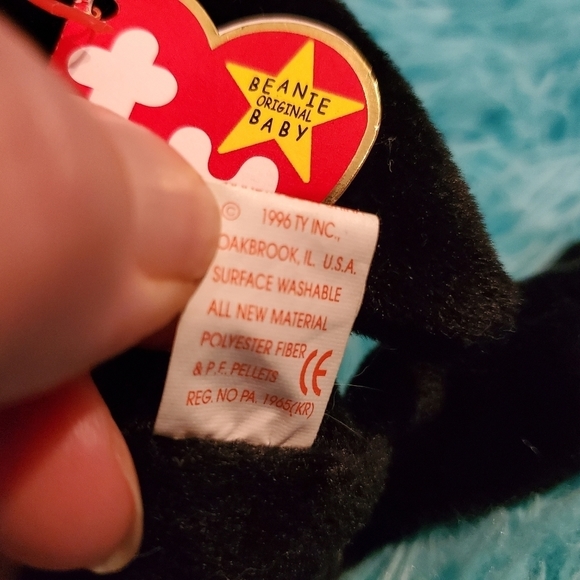 BEANIE
ORIGINAL
BABY
© 1996 TY INC.,
OAKBROOK, IL. U.S.A.
SURFACE WASHABLE
ALL NEW MATERIAL
POLYESTER FIBER
& P.E. PELLETS CE
REG. NO PA. 1965(KR)